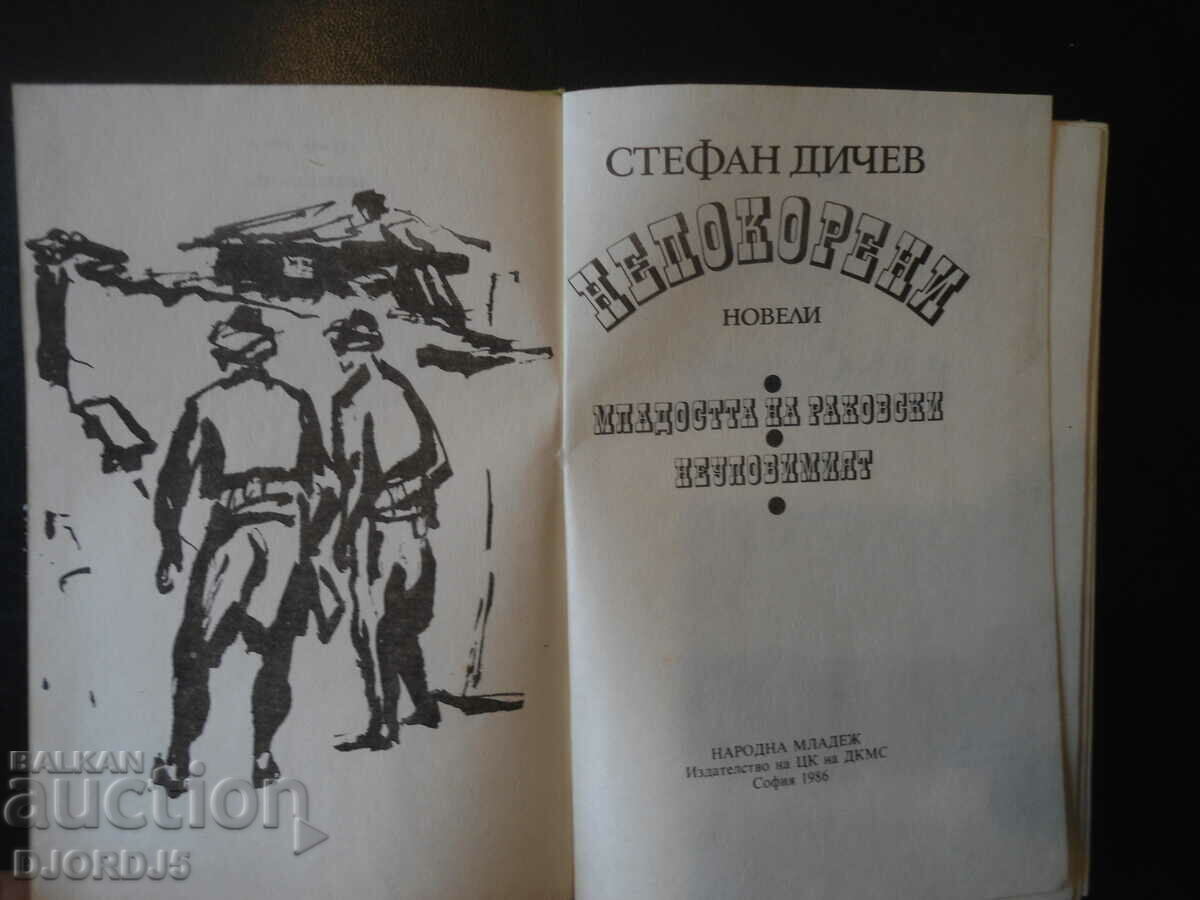 СТЕФАН ДИЧЕВ
НЕПОКОРЕНИ
НОВЕЛИ
МЛАДОСТТА НА РАКОВСКИ
НЕУЛОВИМИЯТ
НАРОДНА МЛАДЕЖ
Издателство на ЦК на ДКМС
София 1986
BALKAN
auction
DJORDJ5